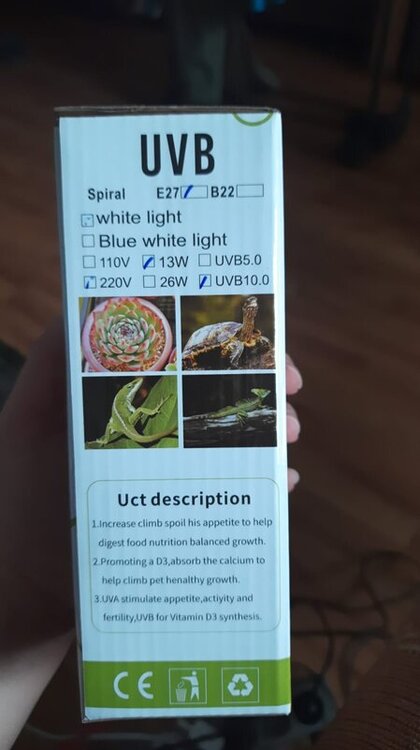 UVB
Spiral E27 B22
white light
Blue white light
110V 13W UVB5.0
220V 26W UVB10.0
Uct description
1.Increase climb spoil his appetite to help
digest food nutrition balanced growth.
2.Promoting a D3,absorb the calcium to
help climb pet henalthy growth.
3.UVA stimulate appetite,acyivity and
fertility,UVB for Vitamin D3 synthesis.
CE